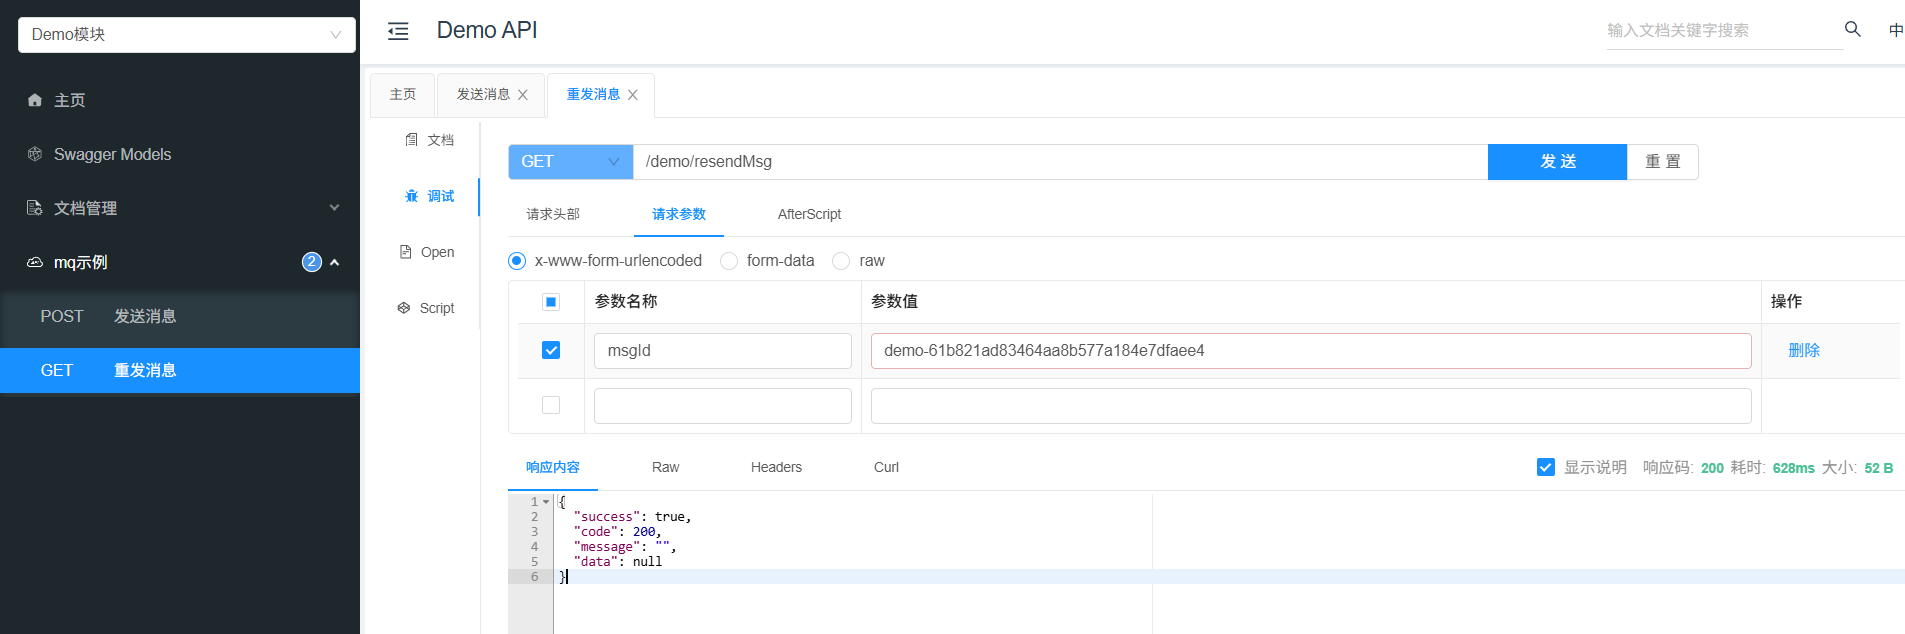 Demo模块
主页
Swagger Models
文档管理
mq示例 2
POST 发送消息
GET 重发消息
Demo API
输入文档关键字搜索
中
主页 发送消息 重发消息
文档
调试
Open
Script
GET /demo/resendMsg 发 送 重 置
请求头部 请求参数 AfterScript
x-www-form-urlencoded form-data raw
参数名称 参数值 操作
msgId demo-61b821ad83464aa8b577a184e7dfaee4 删除
响应内容 Raw Headers Curl 显示说明 响应码: 200 耗时: 628ms 大小: 52 B
1 {
2 "success": true,
3 "code": 200,
4 "message": "",
5 "data": null
6 }